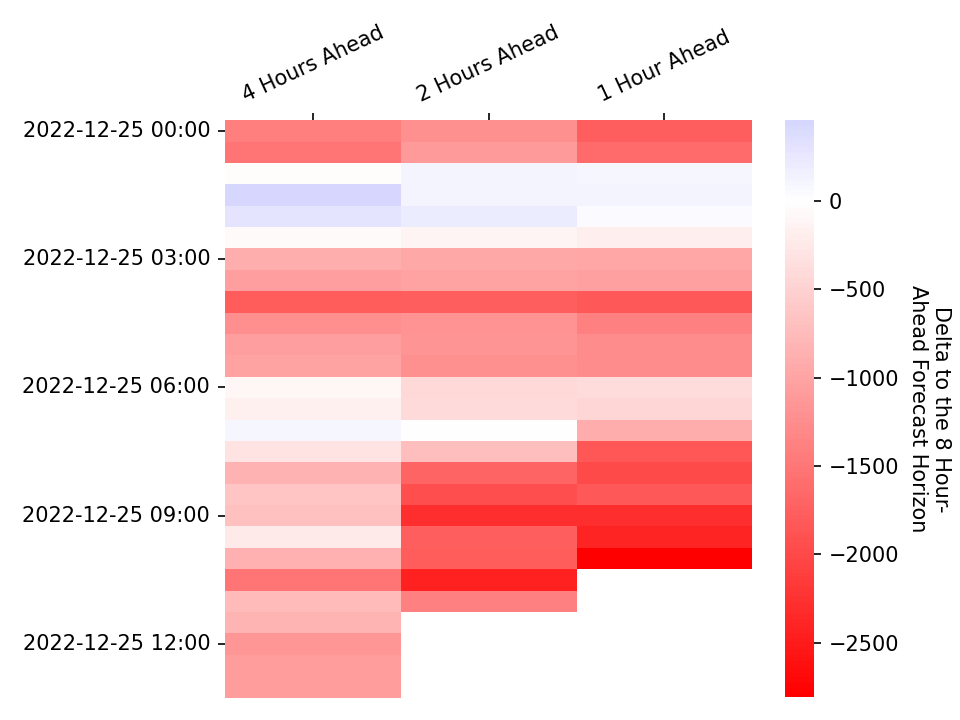 4 Hours Ahead
2 Hours Ahead
1 Hour Ahead
2022-12-25 00:00
2022-12-25 03:00
2022-12-25 06:00
2022-12-25 09:00
2022-12-25 12:00
0
−500
−1000
−1500
−2000
−2500
Delta to the 8 Hour-
Ahead Forecast Horizon